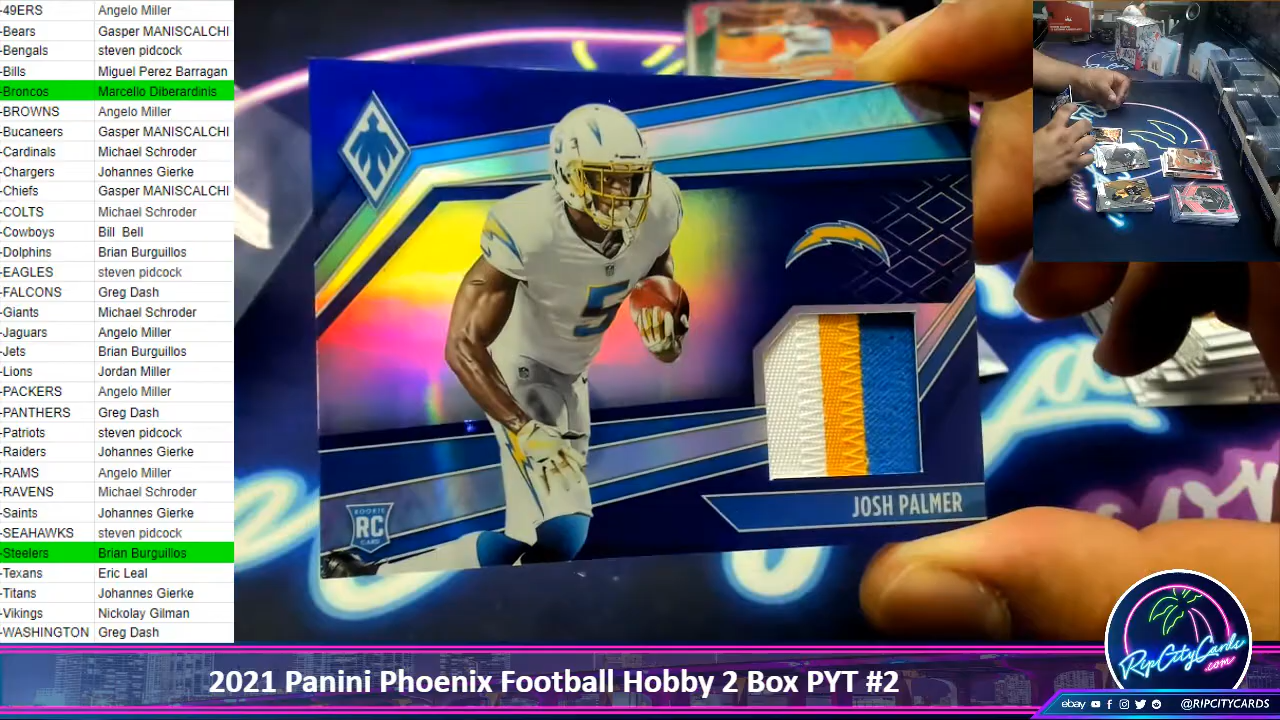 -49ERS Angelo Miller
-Bears Gasper MANISCALCHI
-Bengals steven pidcock
-Bills Miguel Perez Barragan
-Broncos Marcello Diberardinis
-BROWNS Angelo Miller
-Bucaneers Gasper MANISCALCHI
-Cardinals Michael Schroder
-Chargers Johannes Gierke
-Chiefs Gasper MANISCALCHI
-COLTS Michael Schroder
-Cowboys Bill Bell
-Dolphins Brian Burguillos
-EAGLES steven pidcock
-FALCONS Greg Dash
-Giants Michael Schroder
-Jaguars Angelo Miller
-Jets Brian Burguillos
-Lions Jordan Miller
-PACKERS Angelo Miller
-PANTHERS Greg Dash
-Patriots steven pidcock
-Raiders Johannes Gierke
-RAMS Angelo Miller
-RAVENS Michael Schroder
-Saints Johannes Gierke
-SEAHAWKS steven pidcock
-Steelers Brian Burguillos
-Texans Eric Leal
-Titans Johannes Gierke
-Vikings Nickolay Gilman
-WASHINGTON Greg Dash
5
5
ROOKIE
RC
CARD
JOSH PALMER
2021 Panini Phoenix Football Hobby 2 Box PYT #2
RipCityCards
.com
ebay @RIPCITYCARDS